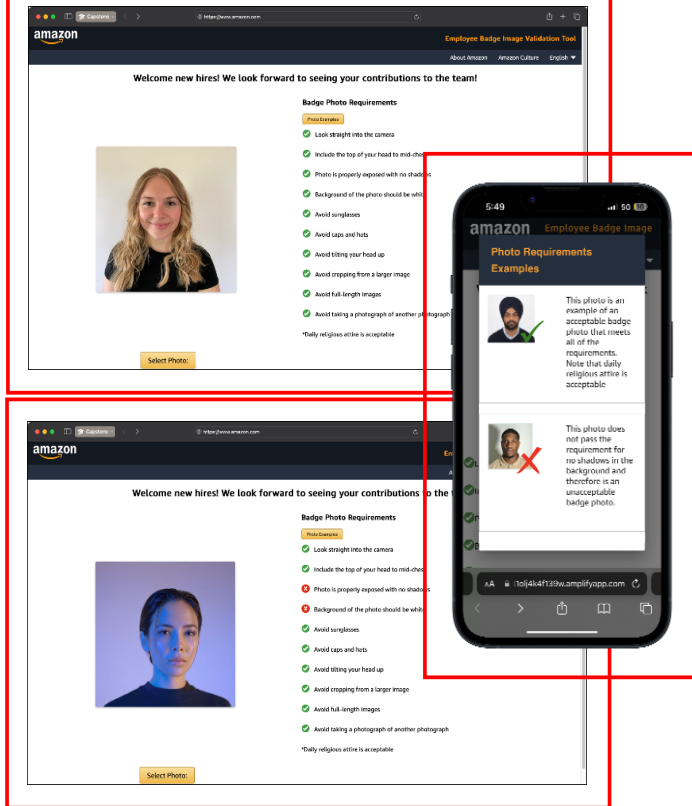 Capstone
https://www.amazon.com
amazon
Employee Badge Image Validation Tool
About Amazon Amazon Culture English
Welcome new hires! We look forward to seeing your contributions to the team!
Badge Photo Requirements
Photo Examples
Look straight into the camera
Include the top of your head to mid-ches
Photo is properly exposed with no shadows
Background of the photo should be whit
Avoid sunglasses
Avoid caps and hats
Avoid tilting your head up
Avoid cropping from a larger image
Avoid full-length images
Avoid taking a photograph of another photograph
*Daily religious attire is acceptable
Select Photo:
5:49
5G 10
amazon Employee Badge Image
Photo Requirements
Examples
This photo is an
example of an
acceptable badge
photo that meets
all of the
requirements.
Note that daily
religious attire is
acceptable
This photo does
not pass the
requirement for
no shadows in the
background and
therefore is an
unacceptable
badge photo.
AA 1olj4k4f139w.amplifyapp.com
Capstone
https://www.amazon.com
amazon
Em
A
Welcome new hires! We look forward to seeing your contributions to the t
Badge Photo Requirements
Photo Examples
Look straight into the camera
Include the top of your head to mid-ches
Photo is properly exposed with no shadows
Background of the photo should be whit
Avoid sunglasses
Avoid caps and hats
Avoid tilting your head up
Avoid cropping from a larger image
Avoid full-length images
Avoid taking a photograph of another photograph
*Daily religious attire is acceptable
Select Photo: